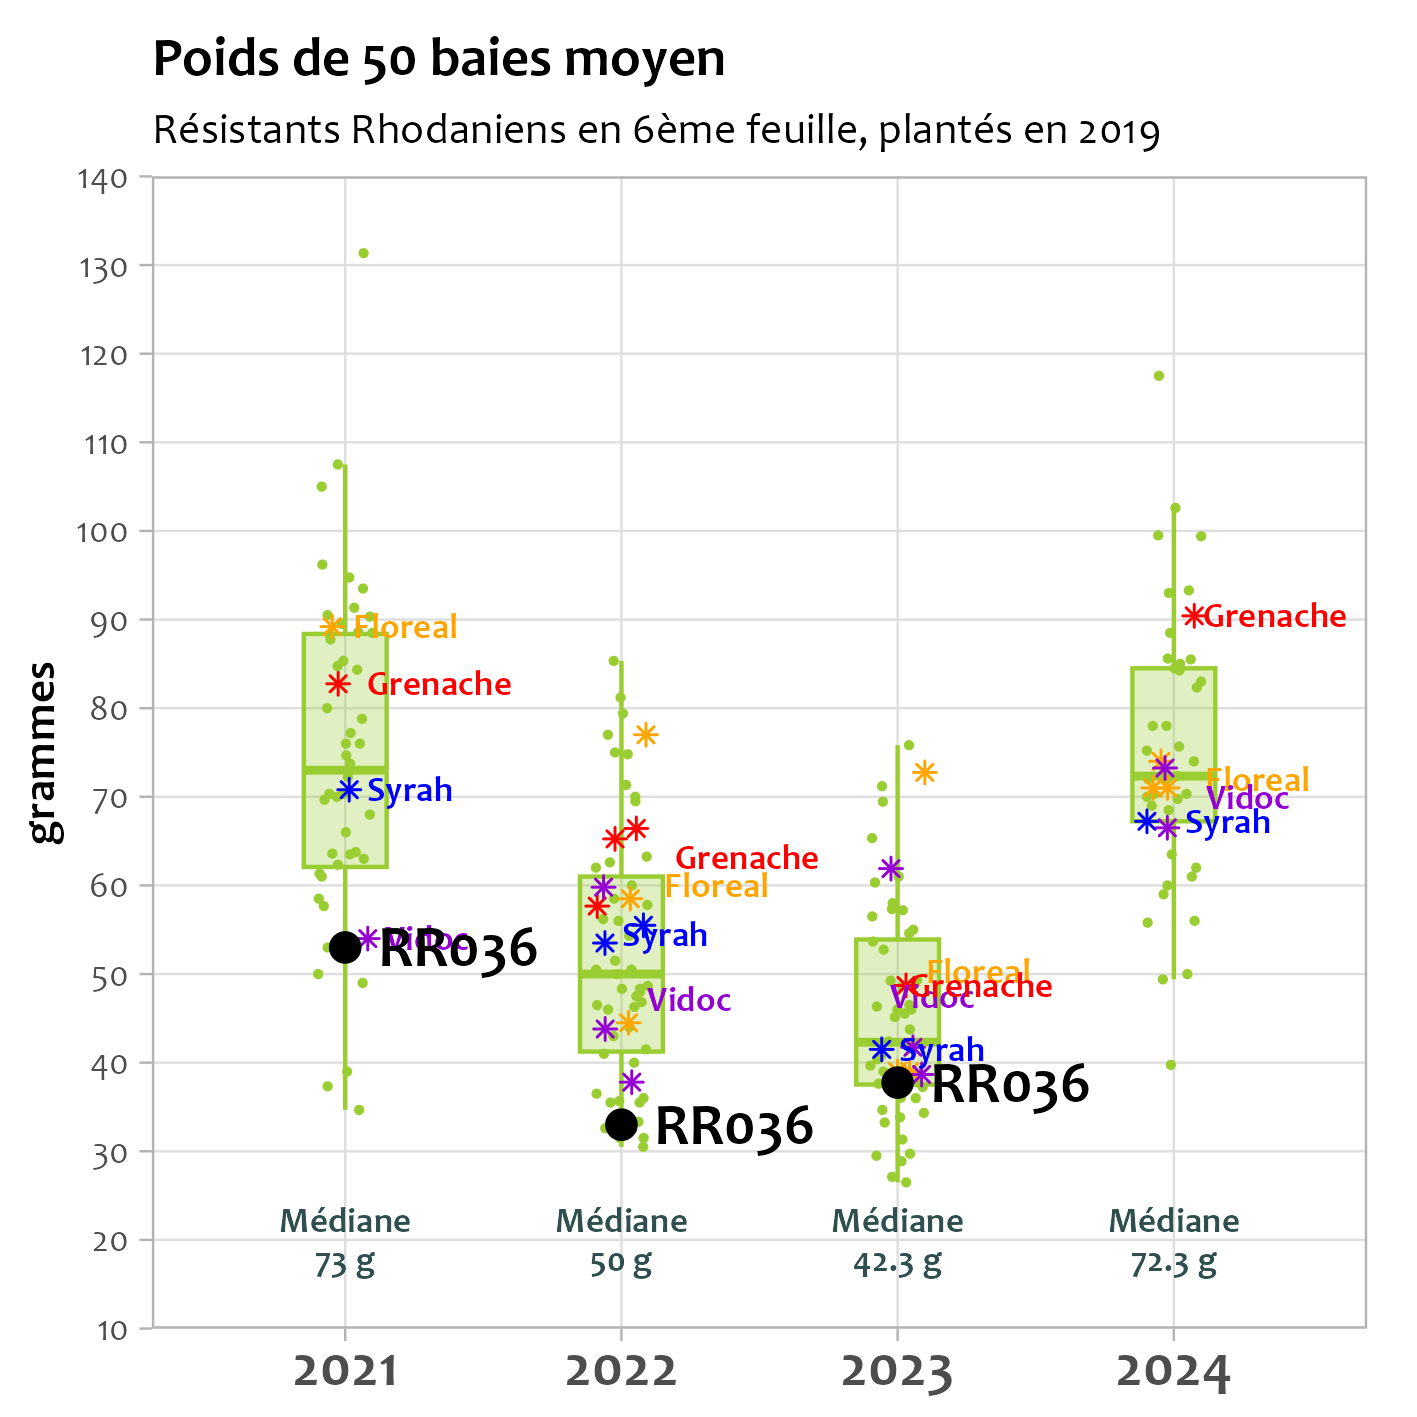 Poids de 50 baies moyen
Résistants Rhodaniens en 6ème feuille, plantés en 2019
grammes
140
130
120
110
100
90
80
70
60
50
40
30
20
10
Floreal
Grenache
Syrah
Vidoc
RR036
Grenache
Floreal
Syrah
Vidoc
RR036
Floreal
Grenache
Vidoc
Syrah
RR036
Grenache
Floreal
Vidoc
Syrah
Médiane
73 g
Médiane
50 g
Médiane
42.3 g
Médiane
72.3 g
2021
2022
2023
2024